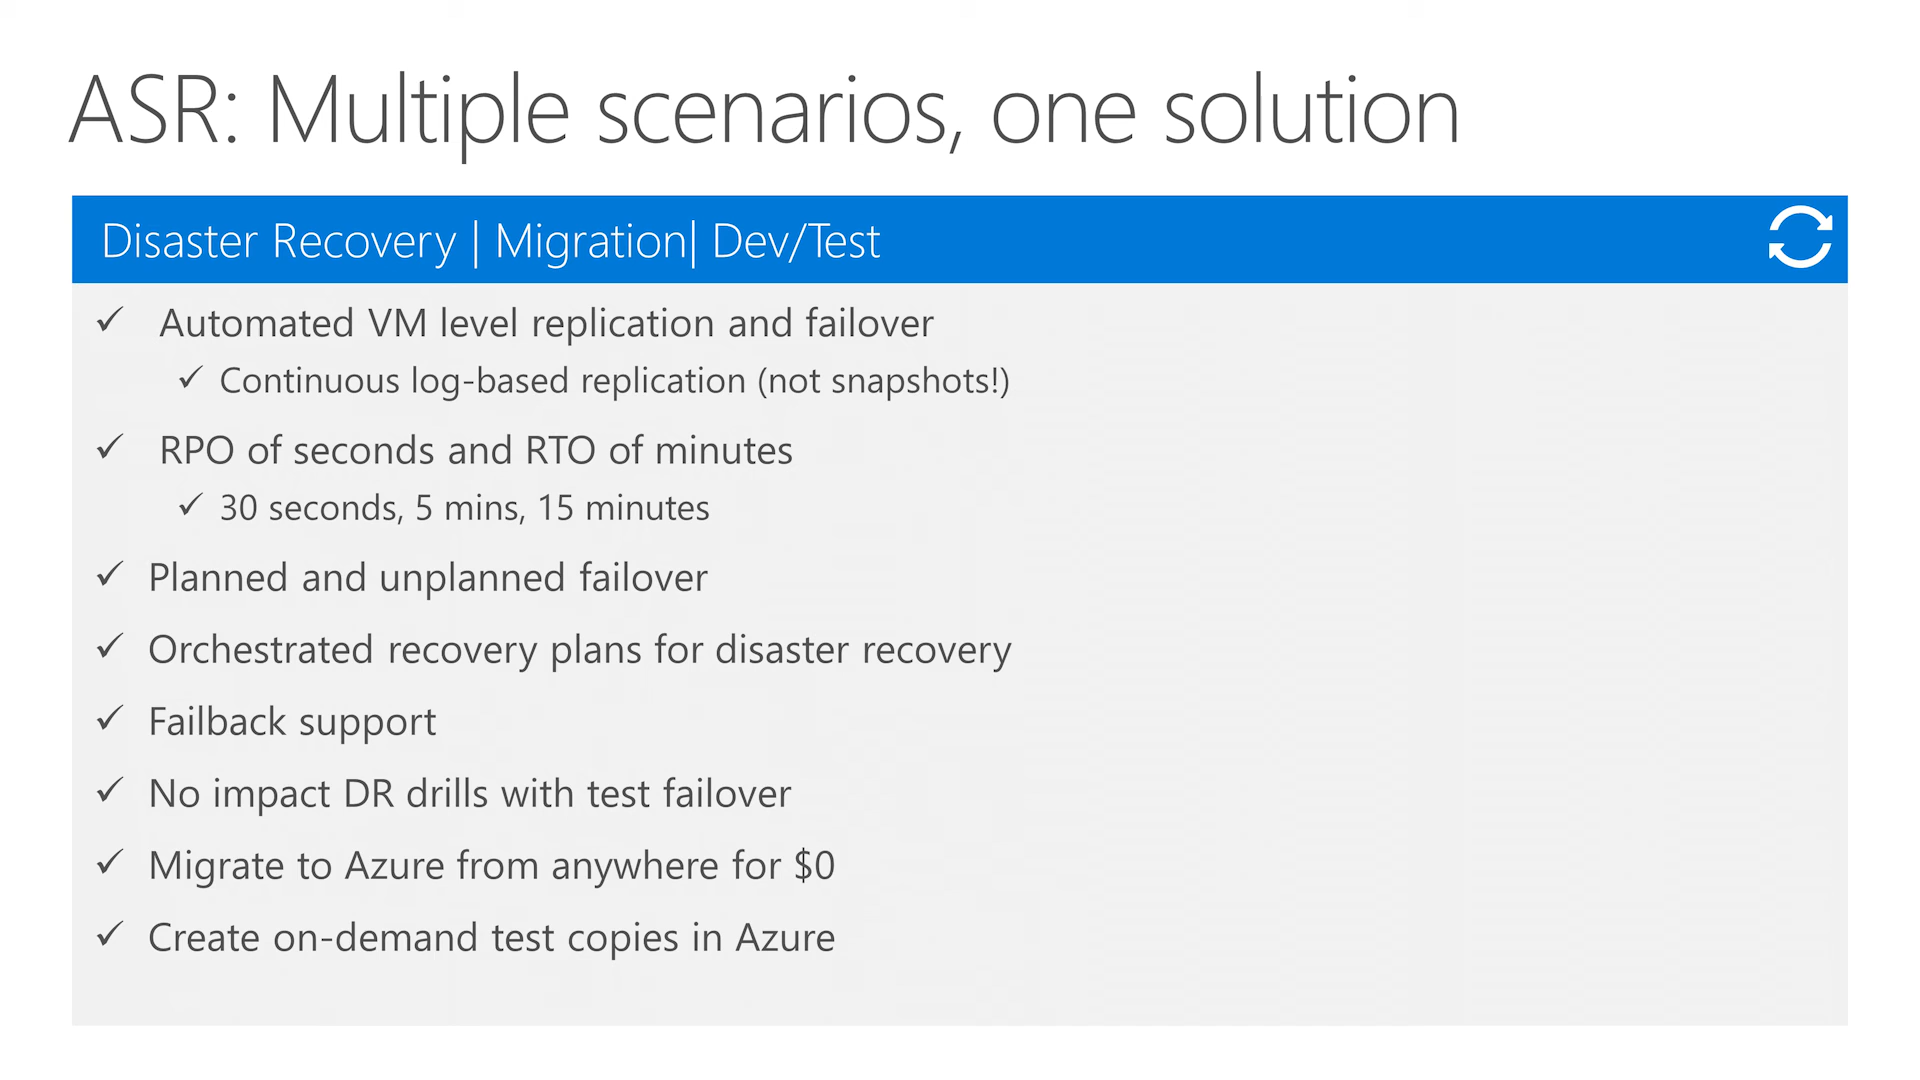 ASR: Multiple scenarios, one solution
Disaster Recovery | Migration| Dev/Test
✓ Automated VM level replication and failover
✓ Continuous log-based replication (not snapshots!)
✓ RPO of seconds and RTO of minutes
✓ 30 seconds, 5 mins, 15 minutes
✓ Planned and unplanned failover
✓ Orchestrated recovery plans for disaster recovery
✓ Failback support
✓ No impact DR drills with test failover
✓ Migrate to Azure from anywhere for $0
✓ Create on-demand test copies in Azure